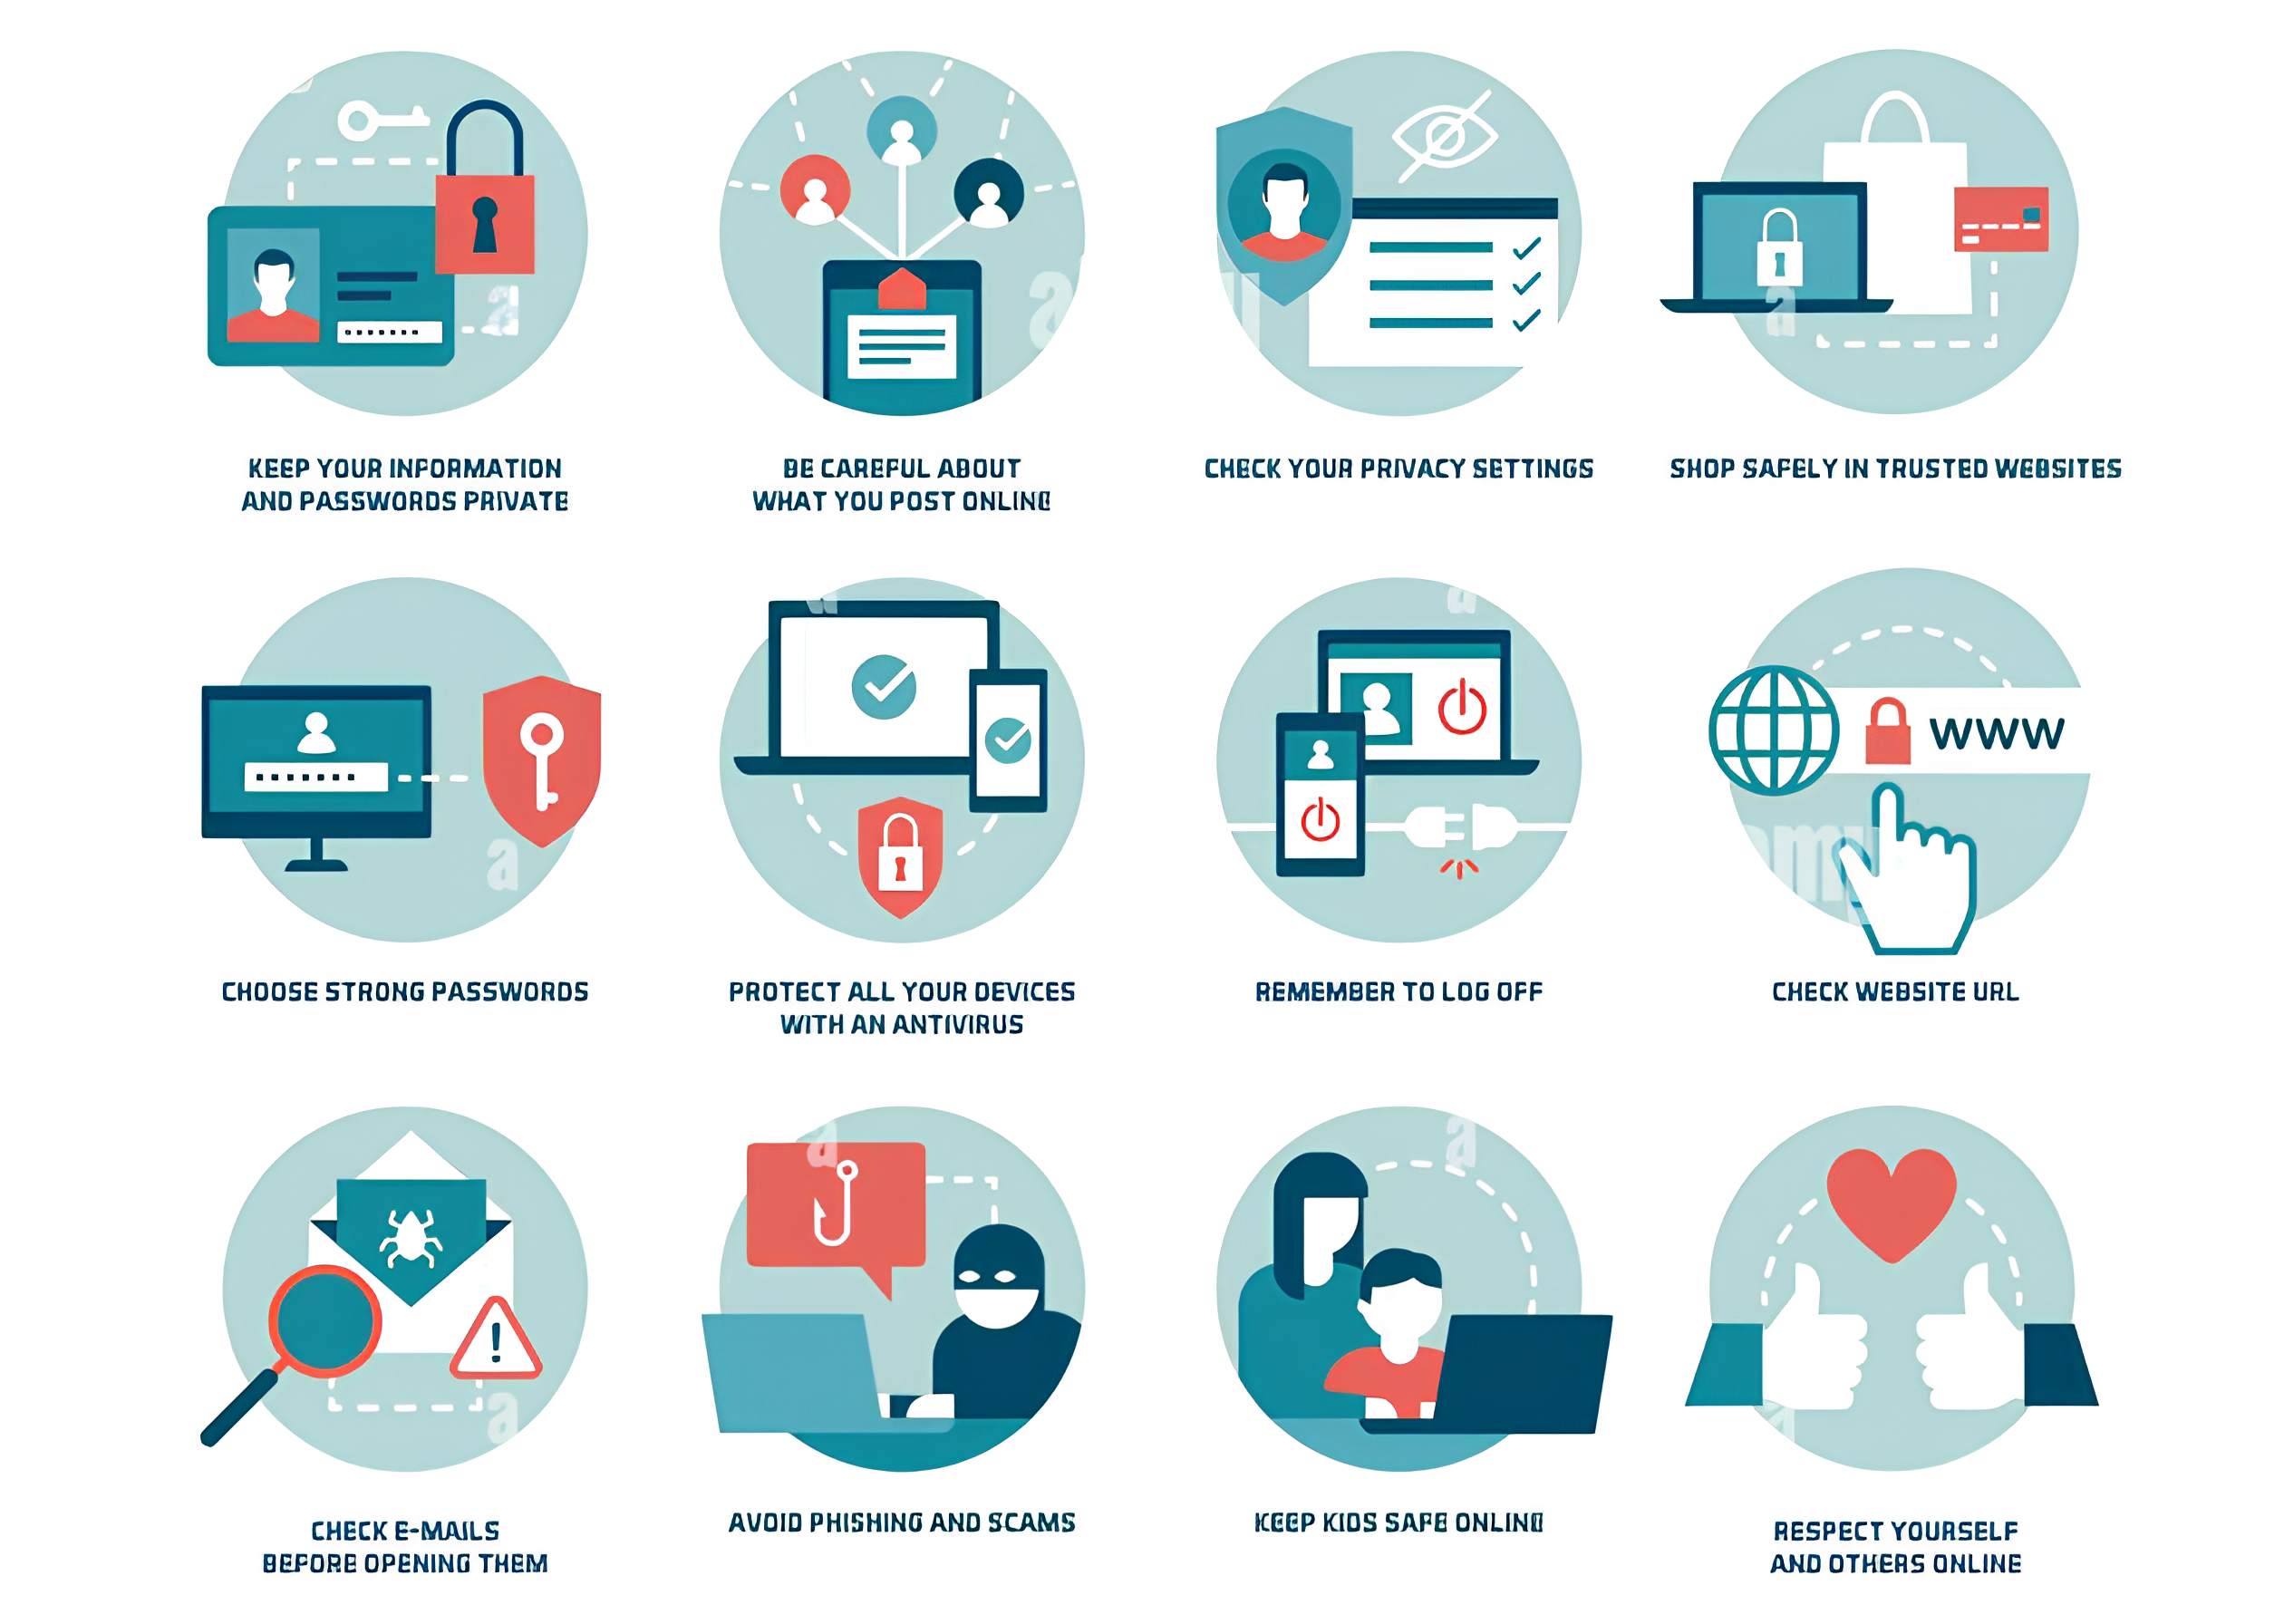 KEEP YOUR INFORMATION
AND PASSWORDS PRIVATE
BE CAREFUL ABOUT
WHAT YOU POST ONLINE
CHECK YOUR PRIVACY SETTINGS
SHOP SAFELY IN TRUSTED WEBSITES
WWW
CHOOSE STRONG PASSWORDS
PROTECT ALL YOUR DEVICES
WITH AN ANTIVIRUS
REMEMBER TO LOG OFF
CHECK WEBSITE URL
CHECK E-MAILS
BEFORE OPENING THEM
AVOID PHISHING AND SCAMS
KEEP KIDS SAFE ONLINE
RESPECT YOURSELF
AND OTHERS ONLINE